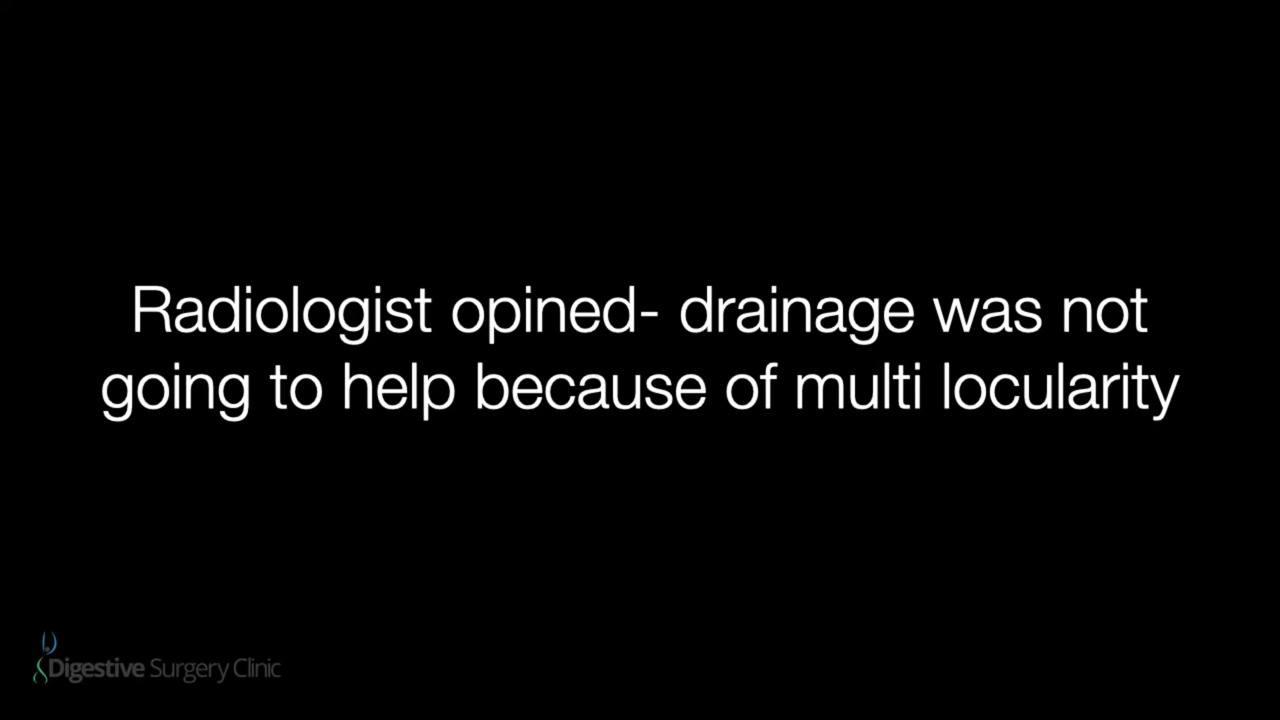 Radiologist opined- drainage was not
going to help because of multi locularity
Digestive Surgery Clinic